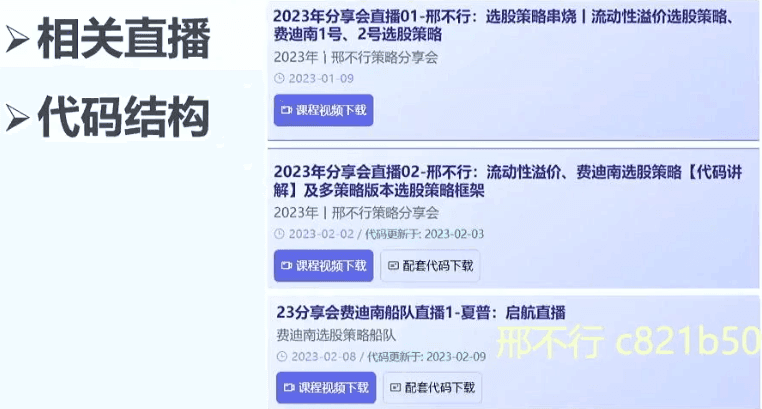 ➢相关直播
➢代码结构
2023年分享会直播01-邢不行：选股策略串烧丨流动性溢价选股策略、
费迪南1号、2号选股策略
2023年丨邢不行策略分享会
2023-01-09
课程视频下载
2023年分享会直播02-邢不行：流动性溢价、费迪南选股策略【代码讲
解】及多策略版本选股策略框架
2023年丨邢不行策略分享会
2023-02-02 / 代码更新于: 2023-02-03
课程视频下载 配套代码下载
23分享会费迪南船队直播1-夏普：启航直播
费迪南选股策略船队
2023-02-08 / 代码更新于: 2023-02-09
课程视频下载 配套代码下载
邢不行 c821b50